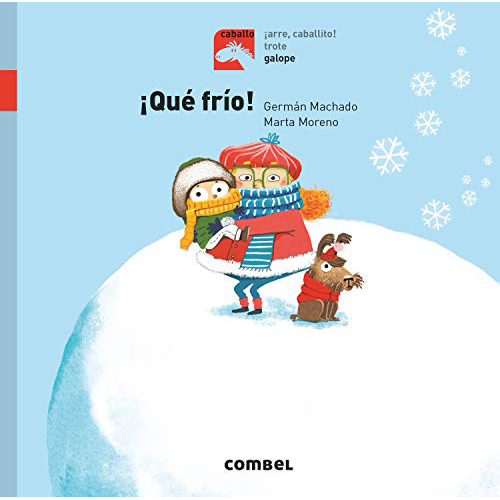 caballo
¡arre, caballito!
trote
galope
¡Qué frío!
Germán Machado
Marta Moreno
COMBEL